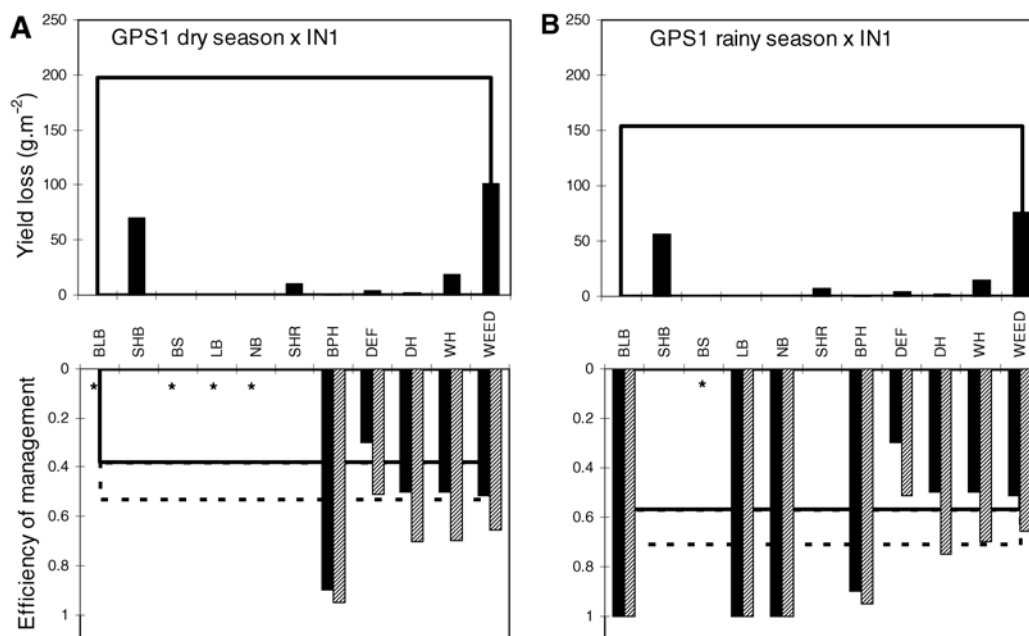 A
GPS1 dry season x IN1
250
200
150
100
50
0
Yield loss (g.m-2)
BLB
SHB
BS
LB
NB
SHR
BPH
DEF
DH
WH
WEED
0
0.2
0.4
0.6
0.8
1
Efficiency of management
* * * *
B
GPS1 rainy season x IN1
250
200
150
100
50
0
BLB
SHB
BS
LB
NB
SHR
BPH
DEF
DH
WH
WEED
0
0.2
0.4
0.6
0.8
1
*